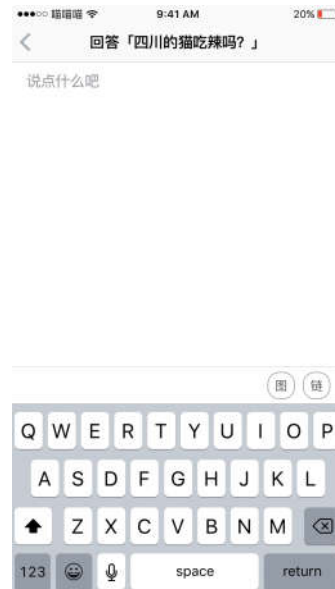 喵喵喵 9:41 AM 20%
回答「四川的猫吃辣吗？」
说点什么吧
图 链
Q W E R T Y U I O P
A S D F G H J K L
Z X C V B N M
123 space return